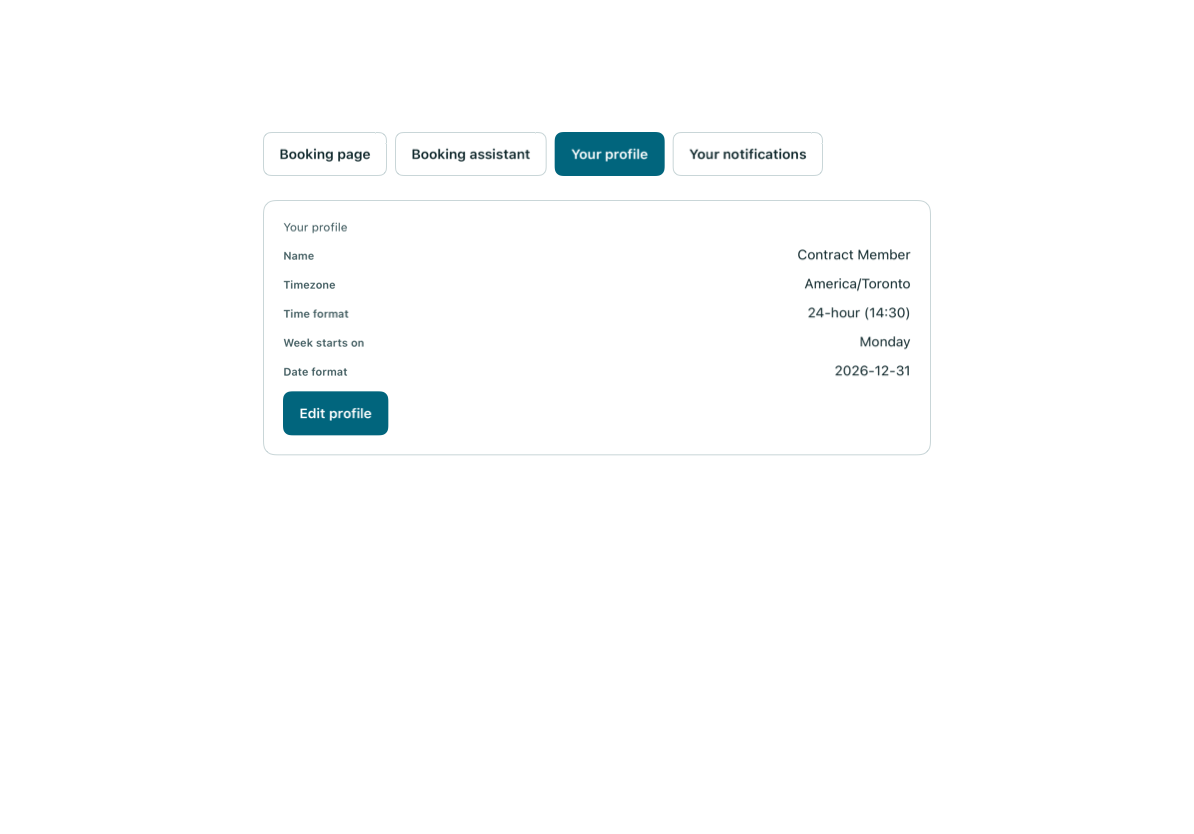 Booking page
Booking assistant
Your profile
Your notifications
Your profile
Name Contract Member
Timezone America/Toronto
Time format 24-hour (14:30)
Week starts on Monday
Date format 2026-12-31
Edit profile